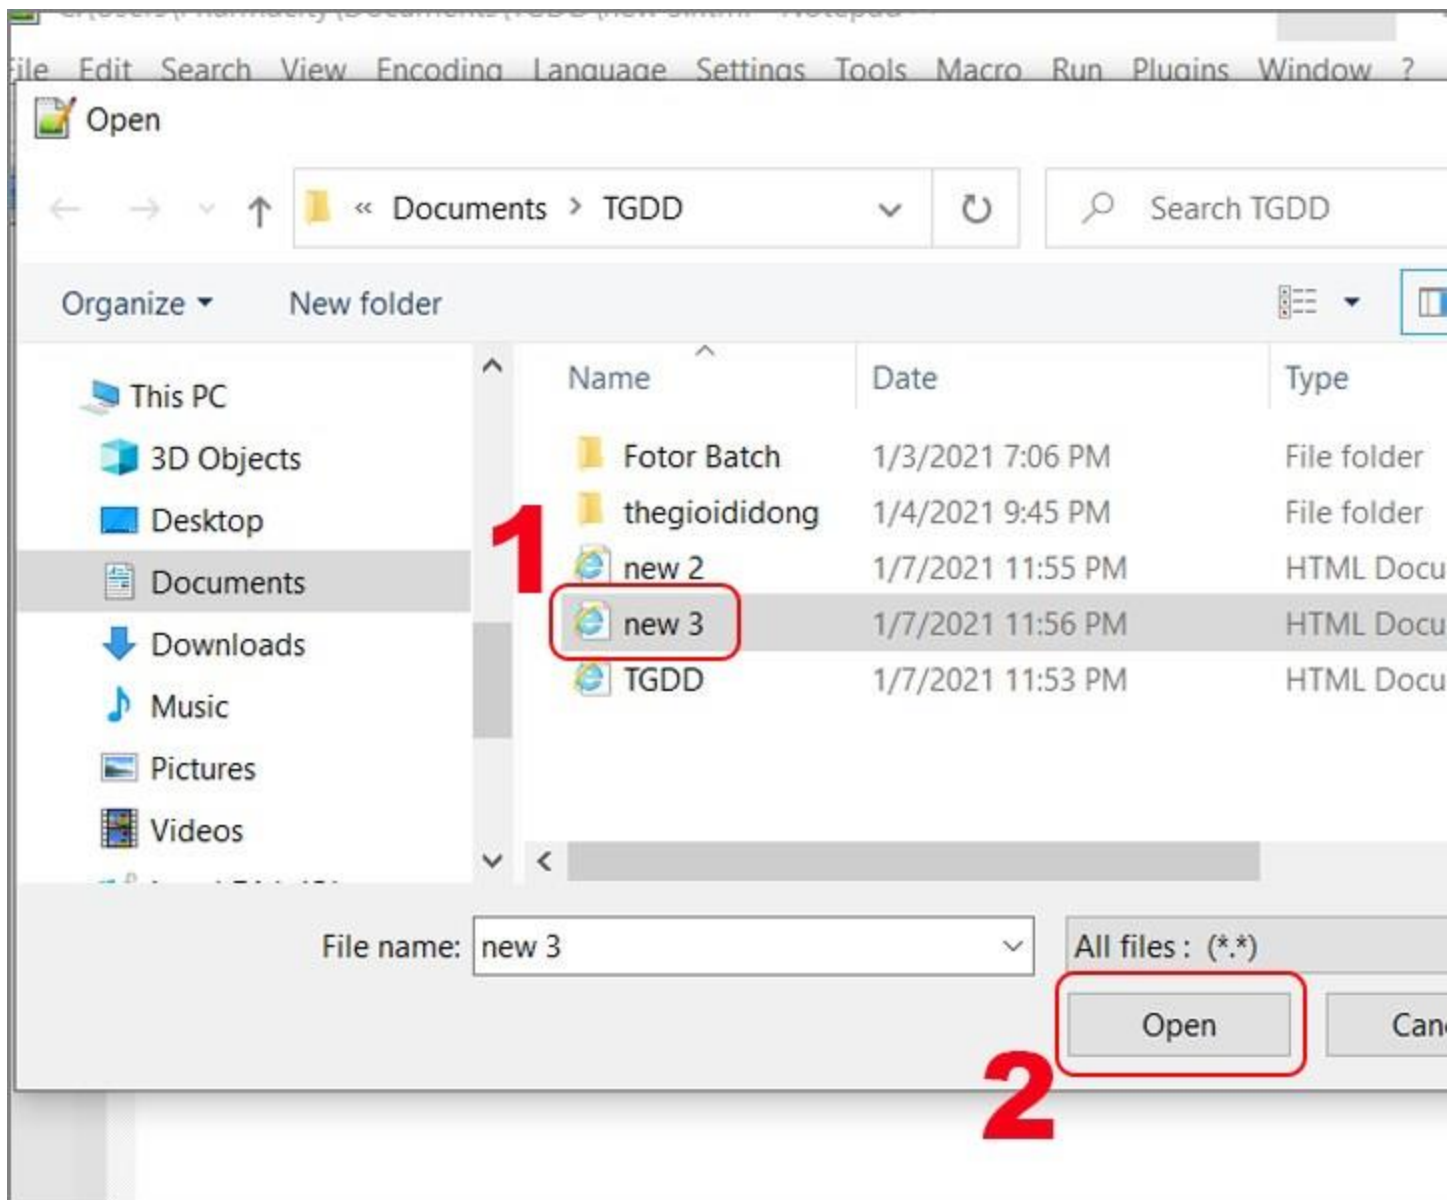 File Edit Search View Encoding Language Settings Tools Macro Run Plugins Window ?
Open
« Documents > TGDD
Search TGDD
Organize
New folder
Name Date Type
This PC
3D Objects
Desktop
Documents
Downloads
Music
Pictures
Videos
Fotor Batch 1/3/2021 7:06 PM File folder
thegioididong 1/4/2021 9:45 PM File folder
1
new 2 1/7/2021 11:55 PM HTML Docu
new 3 1/7/2021 11:56 PM HTML Docu
TGDD 1/7/2021 11:53 PM HTML Docu
File name: new 3
All files : (*.*)
Open
Can
2